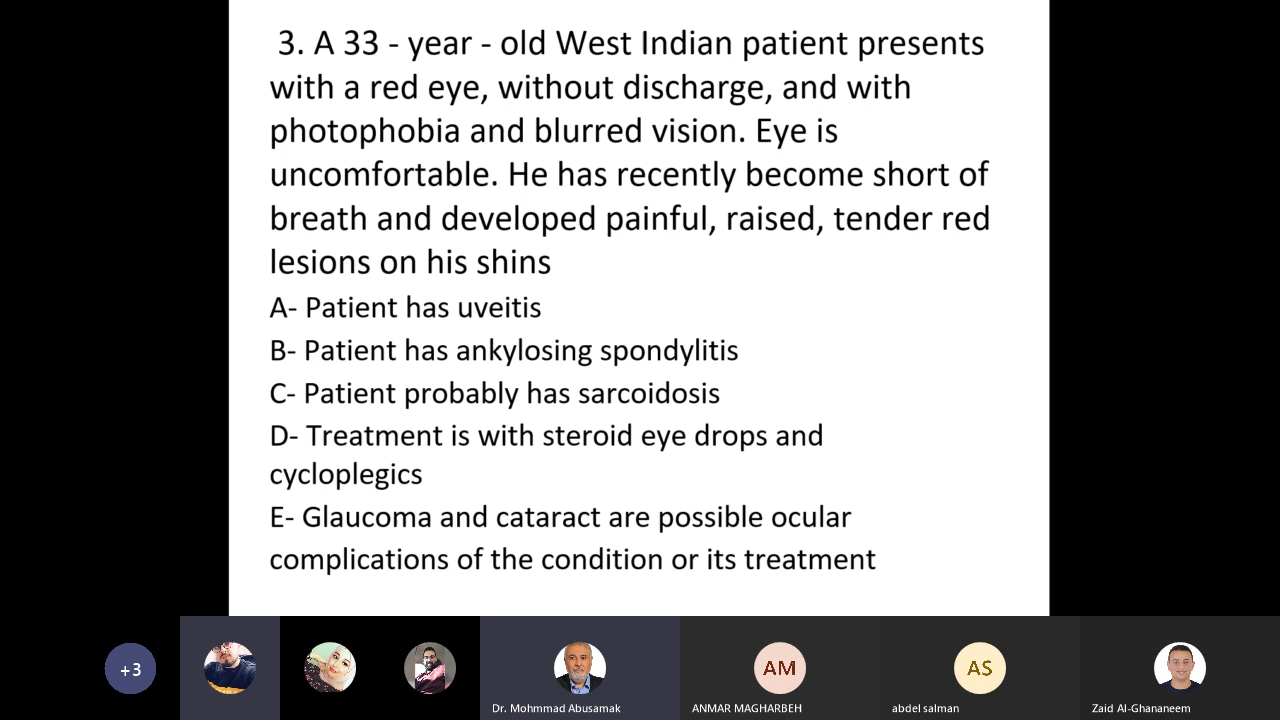 3. A 33 - year - old West Indian patient presents
with a red eye, without discharge, and with
photophobia and blurred vision. Eye is
uncomfortable. He has recently become short of
breath and developed painful, raised, tender red
lesions on his shins
A- Patient has uveitis
B- Patient has ankylosing spondylitis
C- Patient probably has sarcoidosis
D- Treatment is with steroid eye drops and
cycloplegics
E- Glaucoma and cataract are possible ocular
complications of the condition or its treatment
+3
AM
AS
Dr. Mohmmad Abusamak
ANMAR MAGHARBEH
abdel salman
Zaid Al-Ghananeem